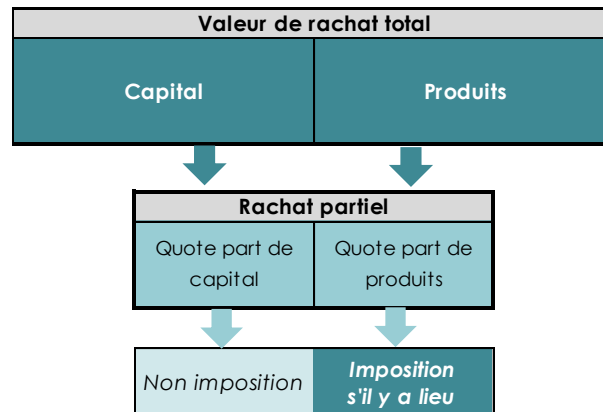 Valeur de rachat total
Capital
Produits
Rachat partiel
Quote part de
capital
Quote part de
produits
Non imposition
Imposition
s'il y a lieu